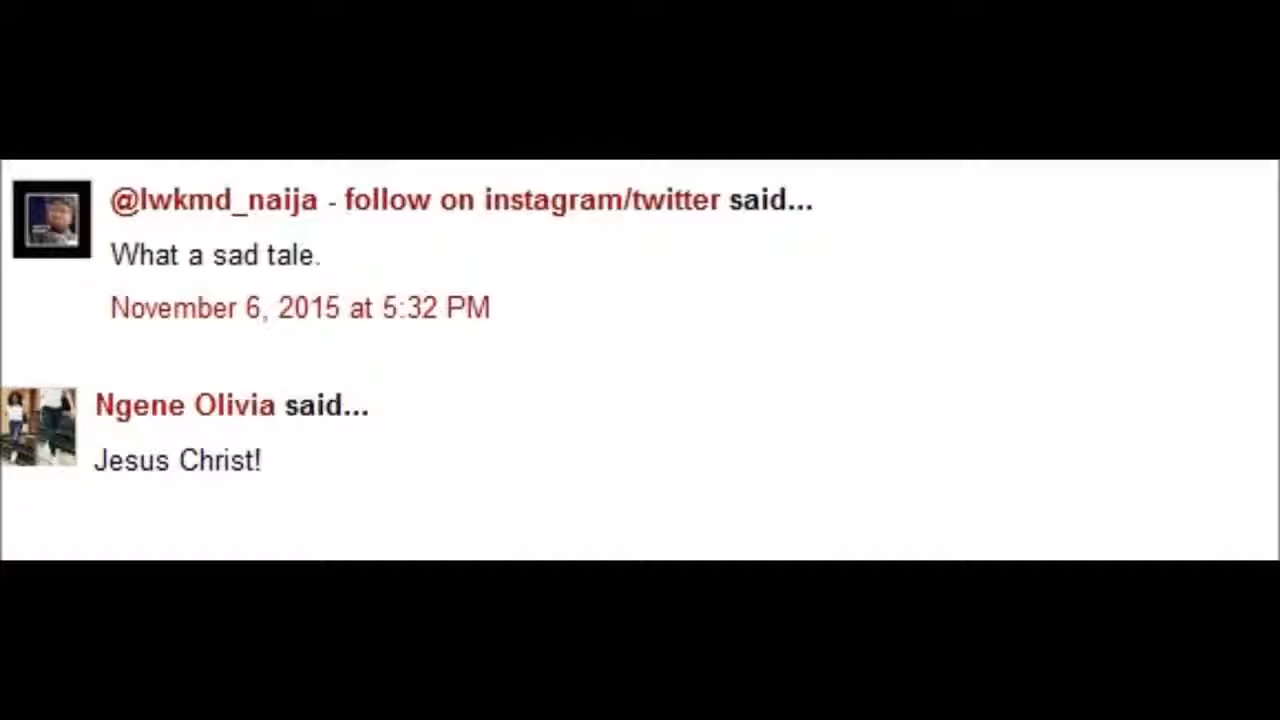 @lwkmd_naija - follow on instagram/twitter said...
What a sad tale.
November 6, 2015 at 5:32 PM
Ngene Olivia said...
Jesus Christ!